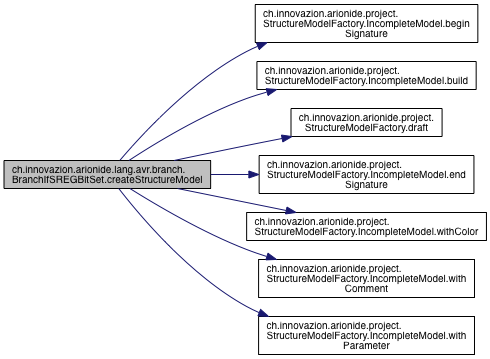 ch.innovazion.arionide.project.
StructureModelFactory.IncompleteModel.begin
Signature
ch.innovazion.arionide.project.
StructureModelFactory.IncompleteModel.build
ch.innovazion.arionide.project.
StructureModelFactory.draft
ch.innovazion.arionide.lang.avr.branch.
BranchIfSREGBitSet.createStructureModel
ch.innovazion.arionide.project.
StructureModelFactory.IncompleteModel.end
Signature
ch.innovazion.arionide.project.
StructureModelFactory.IncompleteModel.withColor
ch.innovazion.arionide.project.
StructureModelFactory.IncompleteModel.with
Comment
ch.innovazion.arionide.project.
StructureModelFactory.IncompleteModel.with
Parameter